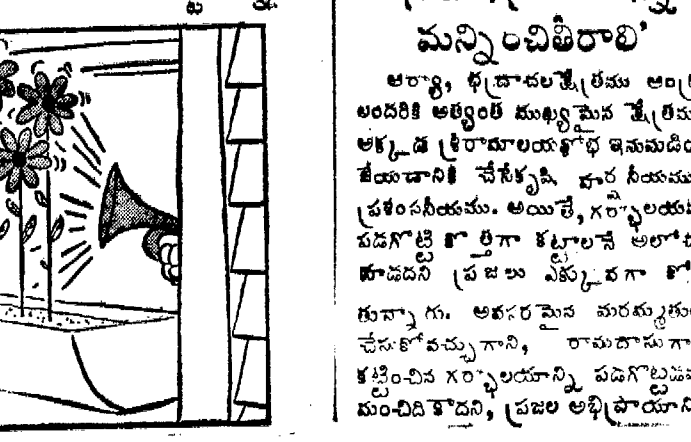 మన్నించితీరాలి'
ఆర్యా, భద్రాచలక్షేత్రము
లందరికి అత్యంత ముఖ్యమైన క్షేత్రము
అక్కడ శ్రీరామాలయశోభ ఇనుమడిం
జేయడానికి చేసేకృషి హర్షనీయము
ప్రశంసనీయము. అయితే, గర్భాలయ
పడగొట్టి కొత్తగా కట్టాలనే ఆలోచ
కూడదని ప్రజలు ఎక్కువగా కో
తున్నారు. అవసరమైన మరమ్మతు
చేసుకోవచ్చుగాని, రామదాసుగా
కట్టించిన గర్భాలయాన్ని పడగొట్టడ
మంచిదికాదని, ప్రజల అభిప్రాయాని